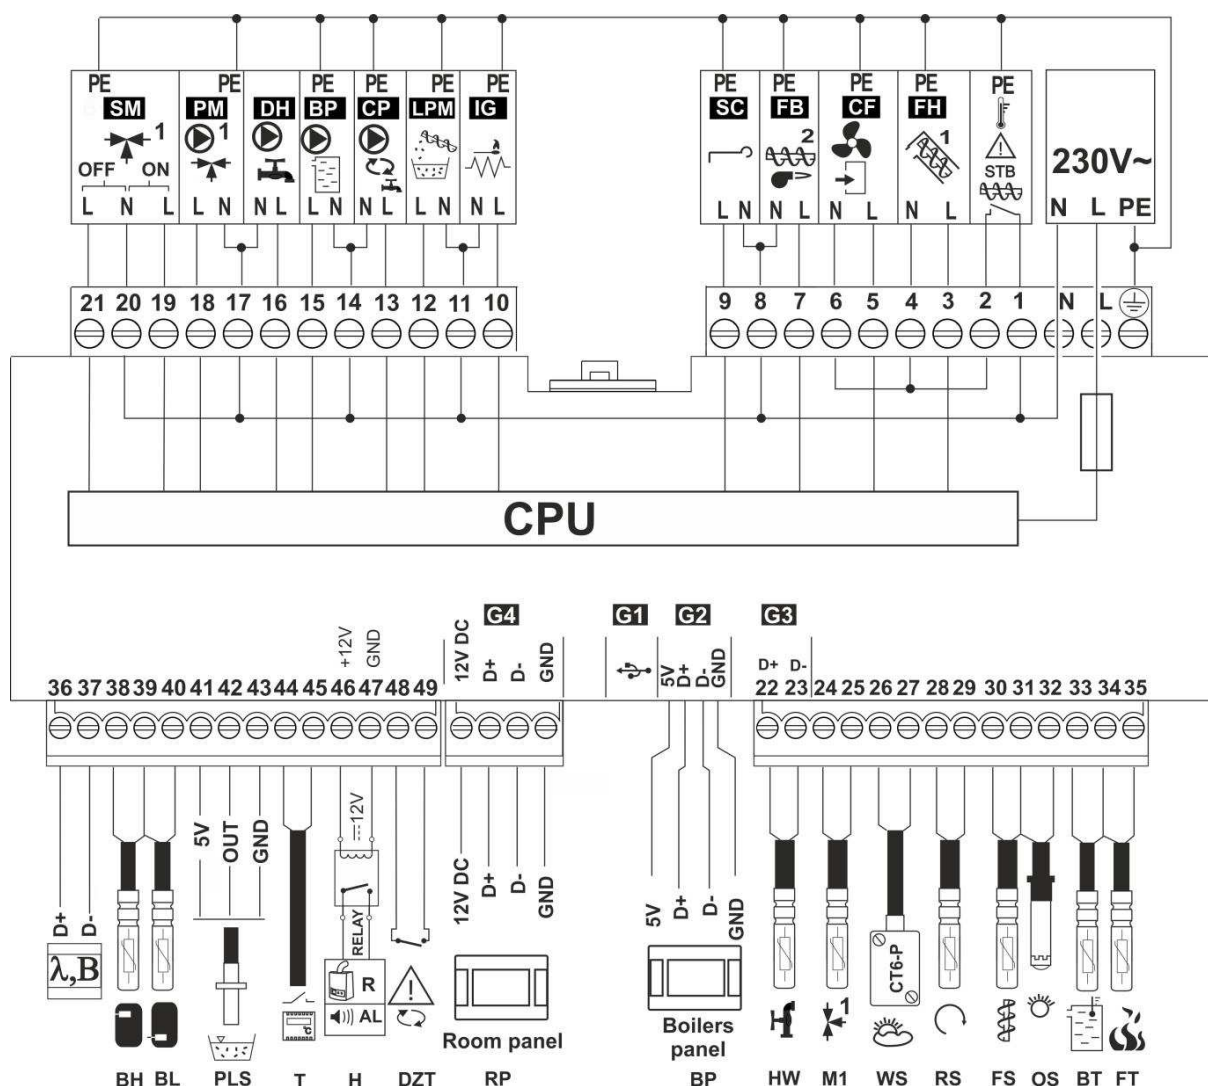 PE PE PE PE PE PE PE PE PE PE PE
SM PM DH BP CP LPM IG SC FB CF FH
1 1 2 1
OFF ON STB 230V~
L N L L N N L L N N L L N N L L N N L N L N L N L PE
21 20 19 18 17 16 15 14 13 12 11 10 9 8 7 6 5 4 3 2 1 N L
CPU
G4 G1 G2 G3
+12V GND 12V DC D+ D- GND 5V D+ D- GND D+ D-
36 37 38 39 40 41 42 43 44 45 46 47 48 49 22 23 24 25 26 27 28 29 30 31 32 33 34 35
12V
5V OUT GND
D+ D- RELAY 12V DC D+ D- GND 5V D+ D- GND
λ,B R CT6-P
°C AL 1
Room panel
Boilers
panel
BH BL PLS T H DZT RP BP HW M1 WS RS FS OS BT FT